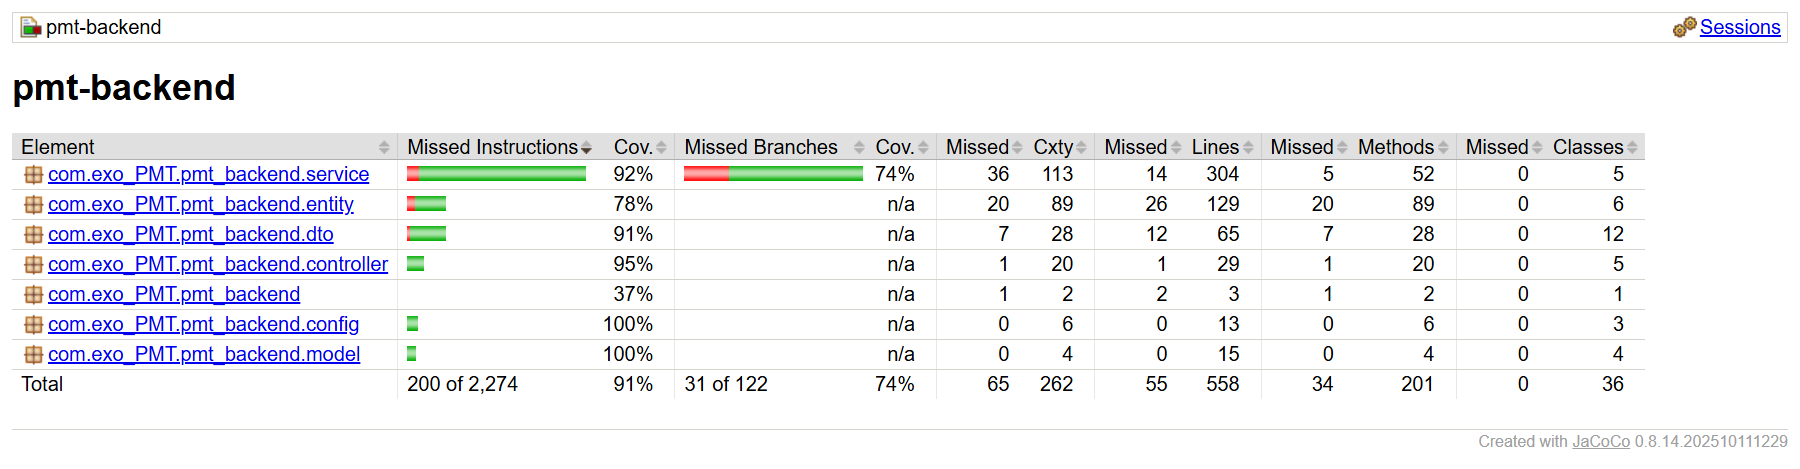 pmt-backend Sessions
pmt-backend
Element Missed Instructions Cov. Missed Branches Cov. Missed Cxty Missed Lines Missed Methods Missed Classes
com.exo_PMT.pmt_backend.service 92% 74% 36 113 14 304 5 52 0 5
com.exo_PMT.pmt_backend.entity 78% n/a 20 89 26 129 20 89 0 6
com.exo_PMT.pmt_backend.dto 91% n/a 7 28 12 65 7 28 0 12
com.exo_PMT.pmt_backend.controller 95% n/a 1 20 1 29 1 20 0 5
com.exo_PMT.pmt_backend 37% n/a 1 2 2 3 1 2 0 1
com.exo_PMT.pmt_backend.config 100% n/a 0 6 0 13 0 6 0 3
com.exo_PMT.pmt_backend.model 100% n/a 0 4 0 15 0 4 0 4
Total 200 of 2,274 91% 31 of 122 74% 65 262 55 558 34 201 0 36
Created with JaCoCo 0.8.14.202510111229